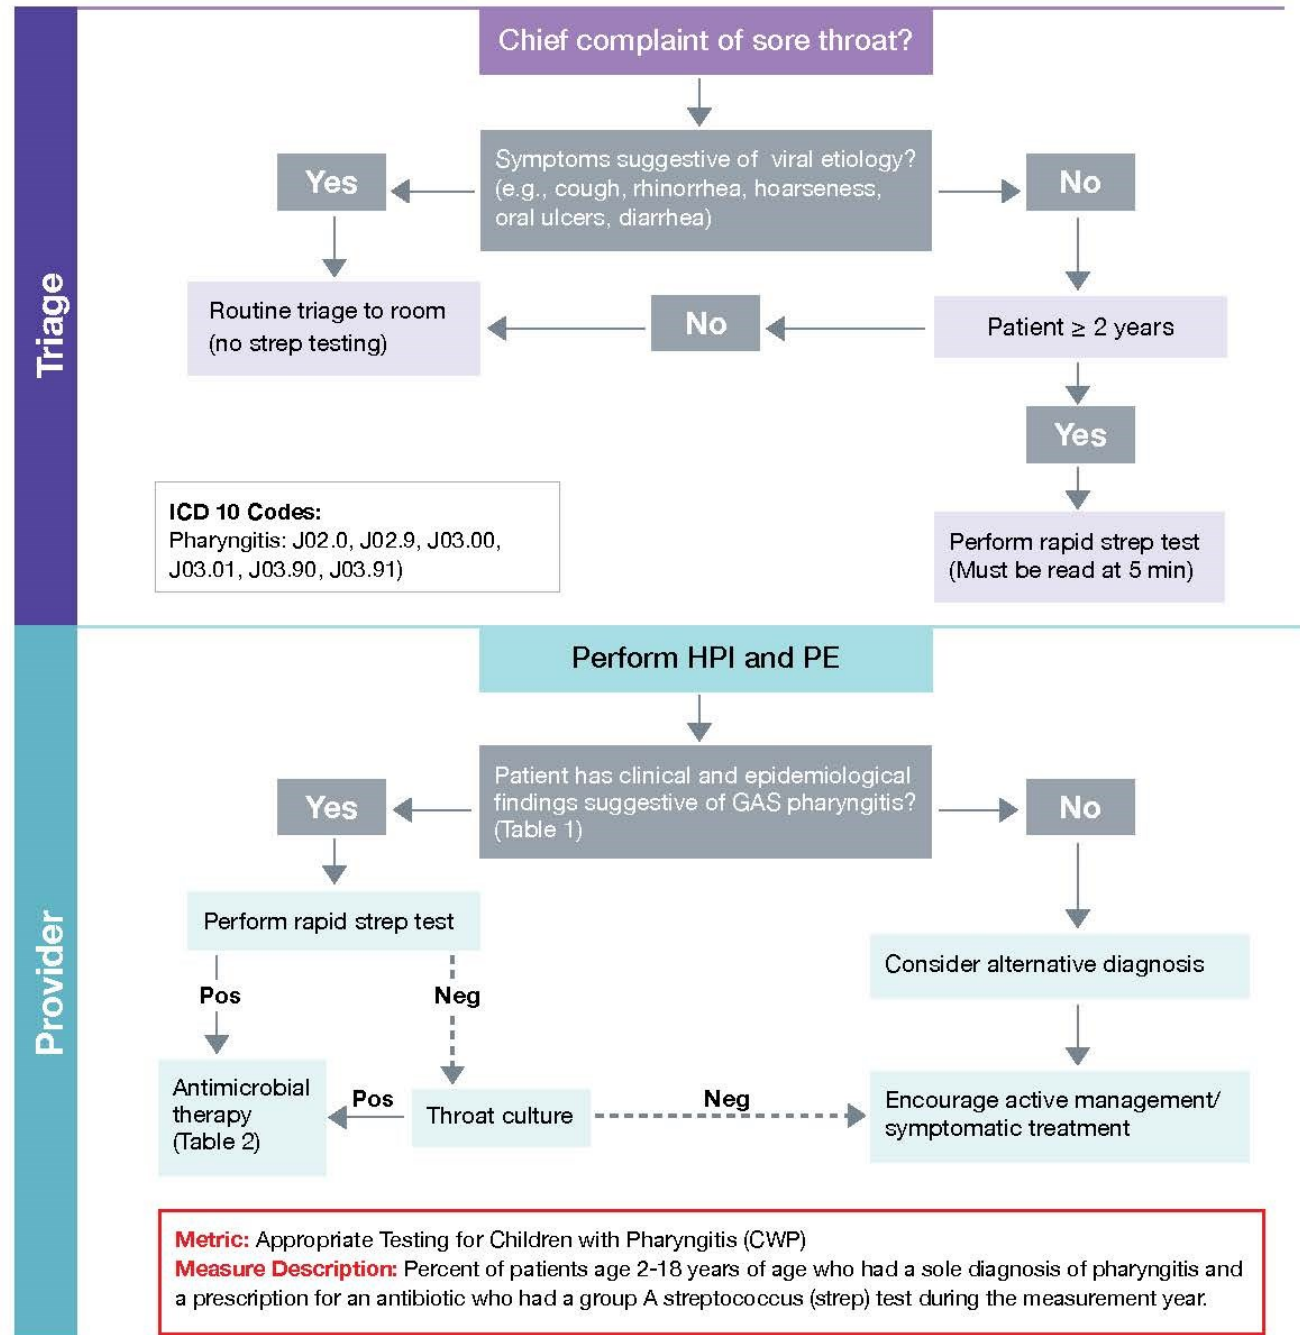 Triage
Chief complaint of sore throat?
Symptoms suggestive of viral etiology?
(e.g., cough, rhinorrhea, hoarseness,
oral ulcers, diarrhea)
Yes
No
Routine triage to room
(no strep testing)
No
Patient ≥ 2 years
Yes
Perform rapid strep test
(Must be read at 5 min)
ICD 10 Codes:
Pharyngitis: J02.0, J02.9, J03.00,
J03.01, J03.90, J03.91)
Provider
Perform HPI and PE
Patient has clinical and epidemiological
findings suggestive of GAS pharyngitis?
(Table 1)
Yes
No
Perform rapid strep test
Consider alternative diagnosis
Pos
Neg
Antimicrobial
therapy
(Table 2)
Pos
Throat culture
Neg
Encourage active management/
symptomatic treatment
Metric: Appropriate Testing for Children with Pharyngitis (CWP)
Measure Description: Percent of patients age 2-18 years of age who had a sole diagnosis of pharyngitis and
a prescription for an antibiotic who had a group A streptococcus (strep) test during the measurement year.